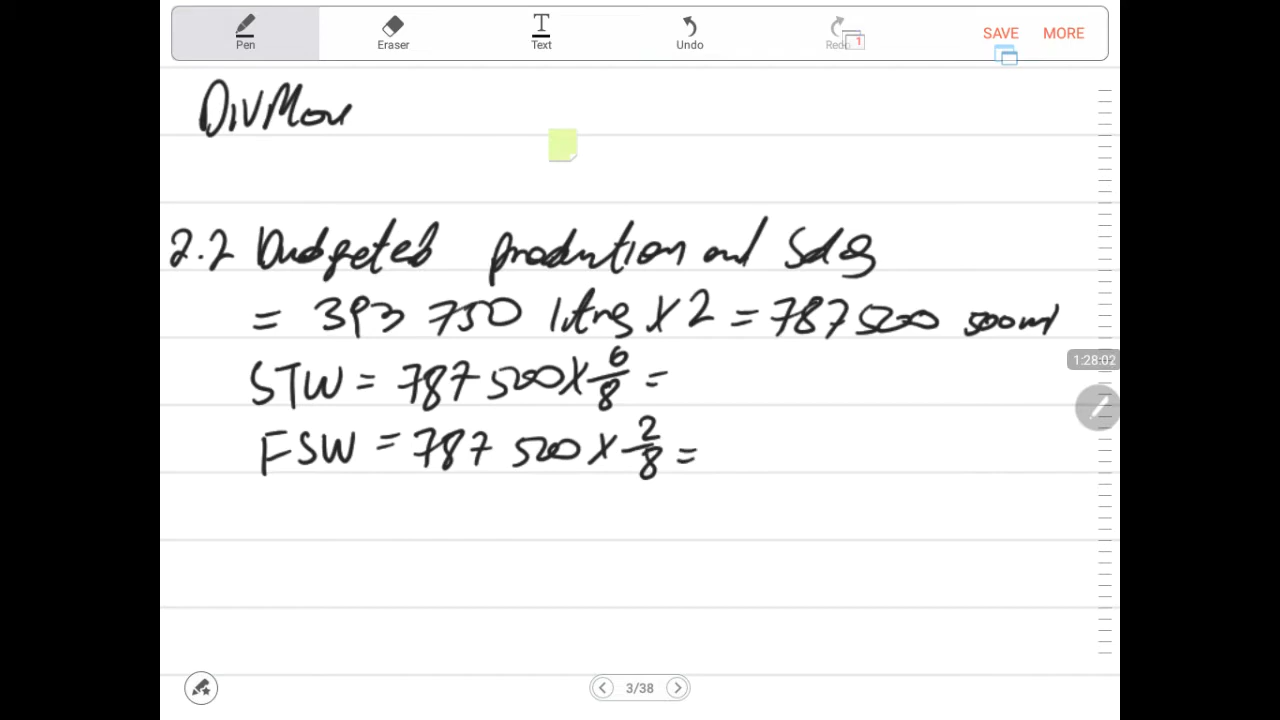 Pen
Eraser
Text
Undo
Redo
1
SAVE
MORE
2.2 Budgeted production and Sales
= 393 750 litres X 2 = 787 500 500ml
1:28:02
STW = 787 500 X 6/8 =
FSW = 787 500 X 2/8 =
3/38